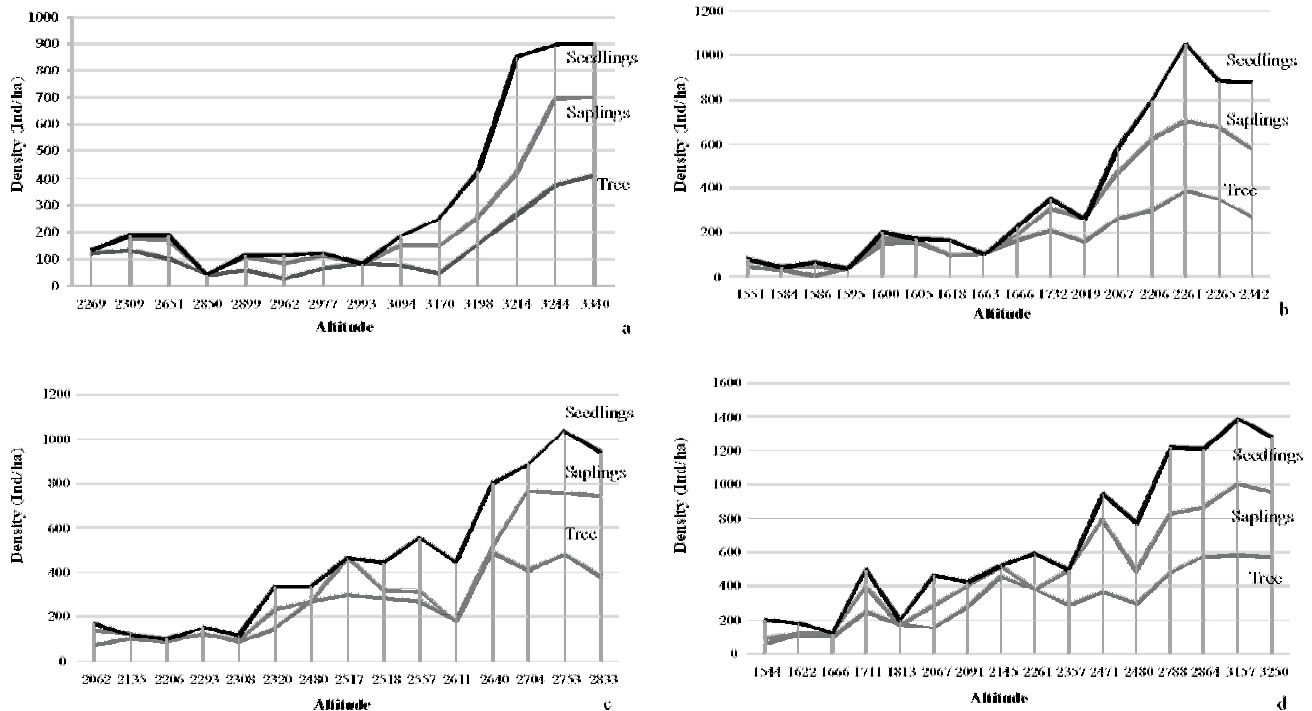 1000
900
800
700
600
500
400
300
200
100
0
Density (Ind/ha)
Seedlings
Saplings
Tree
2269 2309 2651 2850 2899 2962 2977 2993 3094 3170 3198 3214 3244 3340
Altitude
a
1200
1000
800
600
400
200
0
Density (Ind/ha)
Seedlings
Saplings
Tree
1551 1584 1586 1595 1600 1605 1618 1663 1666 1732 2019 2067 2206 2261 2265 2342
Altitude
b
1200
1000
800
600
400
200
0
Density (Ind/ha)
Seedlings
Saplings
Tree
2062 2135 2206 2293 2308 2320 2480 2517 2518 2557 2611 2640 2704 2753 2833
Altitude
c
1600
1400
1200
1000
800
600
400
200
0
Density (Ind/ha)
Seedlings
Saplings
Tree
1544 1622 1666 1711 1813 2067 2091 2145 2261 2357 2471 2480 2788 2864 3157 3250
Altitude
d